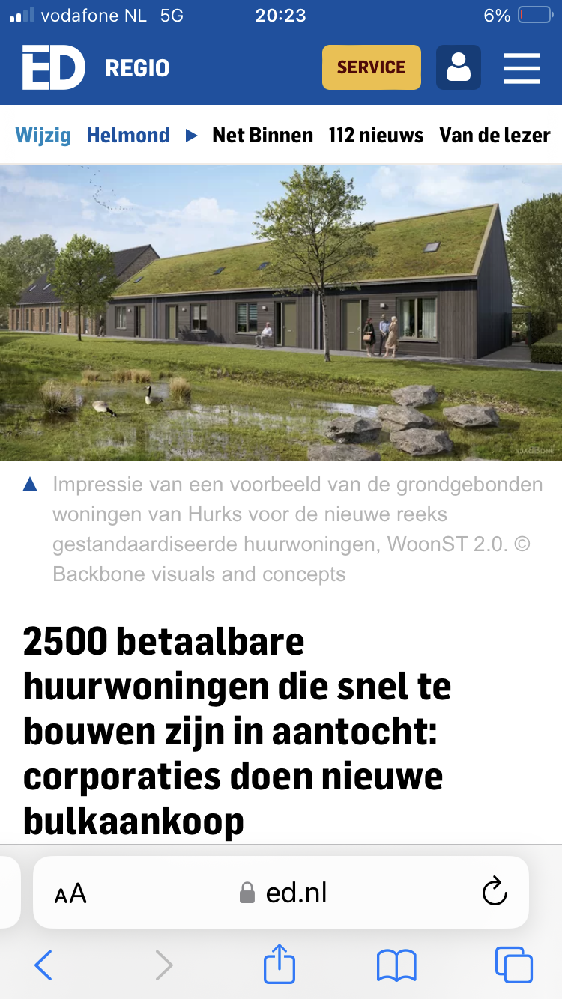 vodafone NL 5G 20:23 6%
ED REGIO SERVICE
Wijzig Helmond Net Binnen 112 nieuws Van de lezer
Impressie van een voorbeeld van de grondgebonden
woningen van Hurks voor de nieuwe reeks
gestandaardiseerde huurwoningen, WoonST 2.0. ©
Backbone visuals and concepts
2500 betaalbare
huurwoningen die snel te
bouwen zijn in aantocht:
corporaties doen nieuwe
bulkaankoop
AA ed.nl